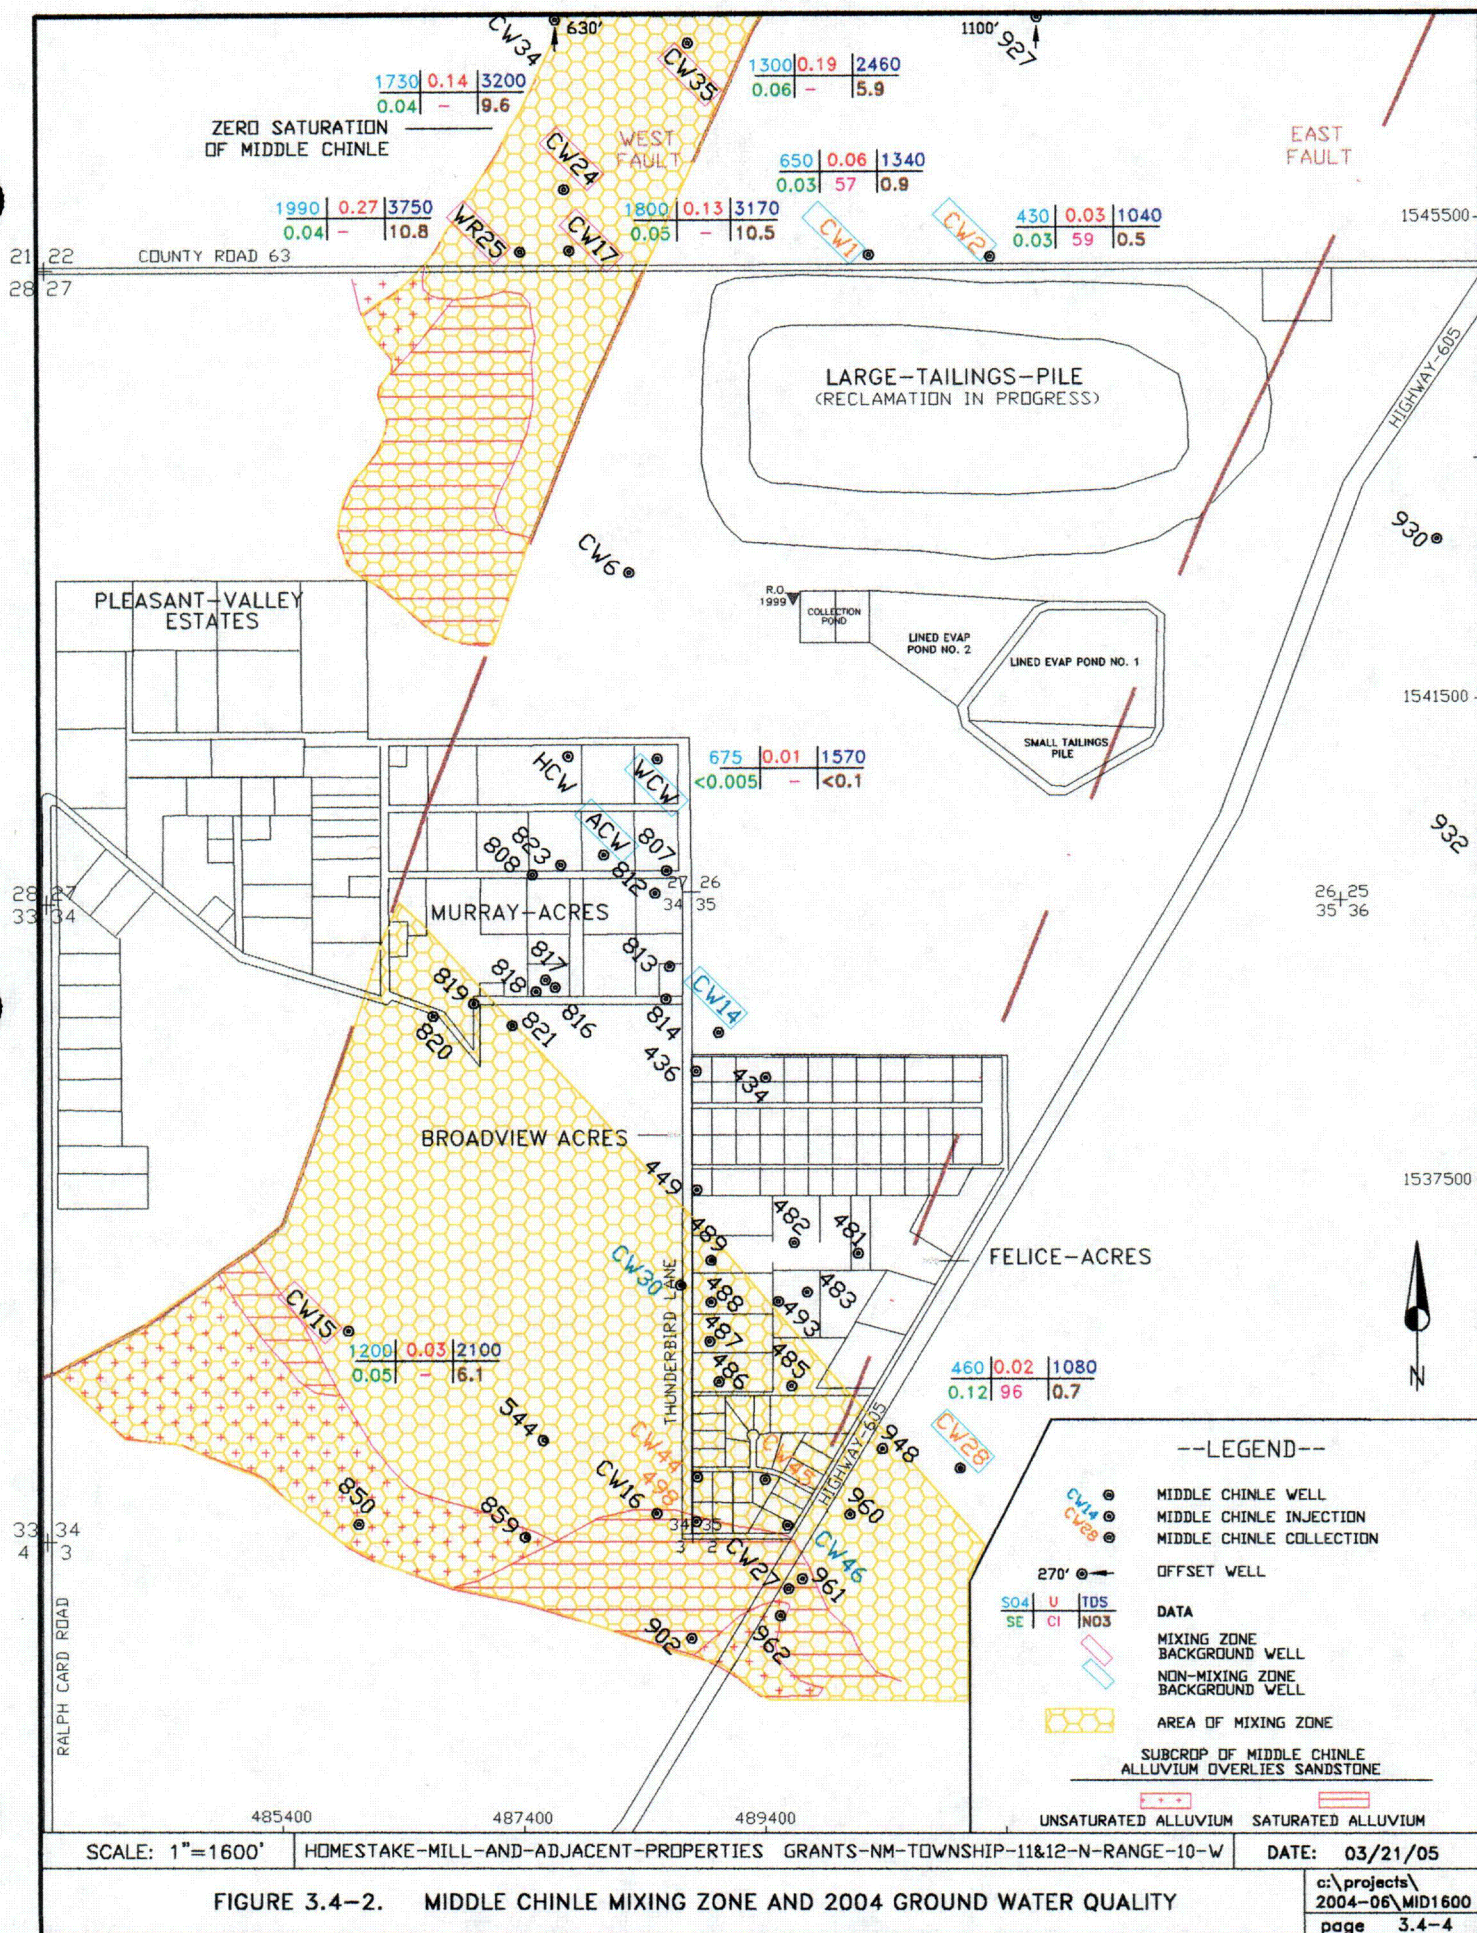 CW34
630'
1100'
927
CW35
1730 0.14 3200
0.04 - 9.6
1300 0.19 2460
0.06 - 5.9
ZERO SATURATION
OF MIDDLE CHINLE
WEST
FAULT
EAST
FAULT
CW24
650 0.06 1340
0.03 57 0.9
1990 0.27 3750
0.04 - 10.8
WR25
CW17
1800 0.13 3170
0.05 - 10.5
CW1
CW2
430 0.03 1040
0.03 59 0.5
1545500
21 22
28 27
COUNTY ROAD 63
LARGE-TAILINGS-PILE
(RECLAMATION IN PROGRESS)
HIGHWAY-605
930
CW6
PLEASANT-VALLEY
ESTATES
R.O.
1999
COLLECTION
POND
LINED EVAP
POND NO. 2
LINED EVAP POND NO. 1
1541500
SMALL TAILINGS
PILE
HCW
WCW
675 0.01 1570
<0.005 - <0.1
ACW
808
823
807
812
932
28 27
33 34
27 26
34 35
26 25
35 36
MURRAY-ACRES
813
817
818
816
819
820
821
814
CW14
436
434
BROADVIEW ACRES
449
1537500
482
481
489
FELICE-ACRES
CW30
THUNDERBIRD LANE
488
493
483
487
486
485
CW15
1200 0.03 2100
0.05 - 6.1
460 0.02 1080
0.12 96 0.7
HIGHWAY-605
544
CW44
498
CW45
948
CW28
CW16
960
850
859
33 34
4 3
34 35
3 2
CW27
CW46
961
962
902
RALPH CARD ROAD
--LEGEND--
CW14
CW28
MIDDLE CHINLE WELL
MIDDLE CHINLE INJECTION
MIDDLE CHINLE COLLECTION
270' OFFSET WELL
SO4 U TDS
SE Cl NO3
DATA
MIXING ZONE
BACKGROUND WELL
NON-MIXING ZONE
BACKGROUND WELL
AREA OF MIXING ZONE
SUBCROP OF MIDDLE CHINLE
ALLUVIUM OVERLIES SANDSTONE
UNSATURATED ALLUVIUM SATURATED ALLUVIUM
N
485400
487400
489400
SCALE: 1"=1600'
HOMESTAKE-MILL-AND-ADJACENT-PROPERTIES GRANTS-NM-TOWNSHIP-11&12-N-RANGE-10-W
DATE: 03/21/05
FIGURE 3.4-2. MIDDLE CHINLE MIXING ZONE AND 2004 GROUND WATER QUALITY
c:\projects\
2004-06\MID1600
page 3.4-4